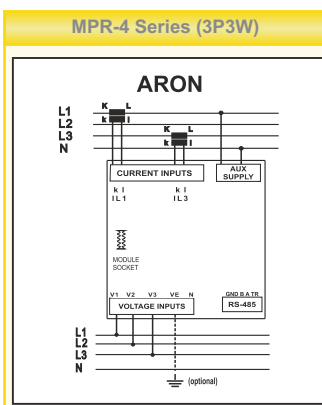 MPR-4 Series (3P3W)
ARON
K L
L1
k l
L2
K L
L3
k l
N
CURRENT INPUTS
AUX SUPPLY
k l
k l
IL1
IL3
MODULE
SOCKET
V1 V2 V3 VE N
GND B A TR
VOLTAGE INPUTS
RS-485
L1
L2
L3
N
(optional)